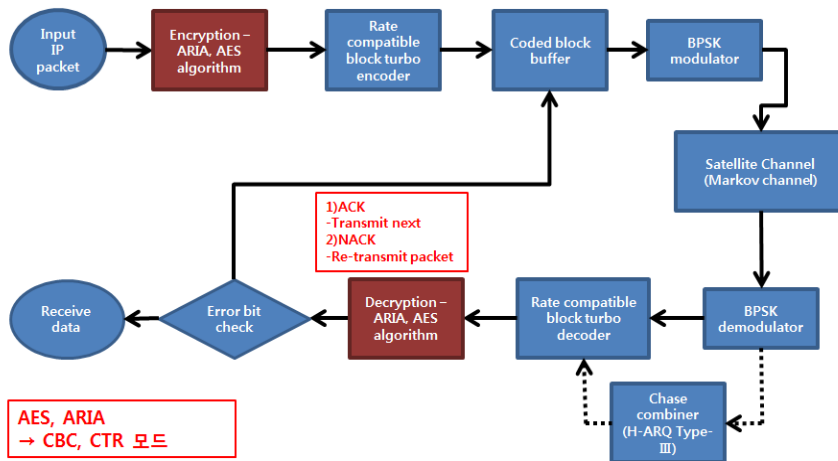 Input
IP
packet
Encryption –
ARIA, AES
algorithm
Rate
compatible
block turbo
encoder
Coded block
buffer
BPSK
modulator
Satellite Channel
(Markov channel)
1)ACK
-Transmit next
2)NACK
-Re-transmit packet
Receive
data
Error bit
check
Decryption –
ARIA, AES
algorithm
Rate compatible
block turbo
decoder
BPSK
demodulator
Chase
combiner
(H-ARQ Type-
III)
AES, ARIA
→ CBC, CTR 모드